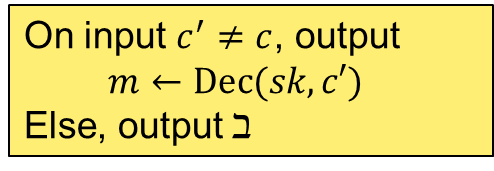 On input c′ ≠ c, output
m ← Dec(sk, c′)
Else, output ב